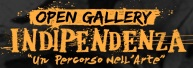 OPEN GALLERY
INDIPENDENZA
"Un Percorso Nell'Arte"